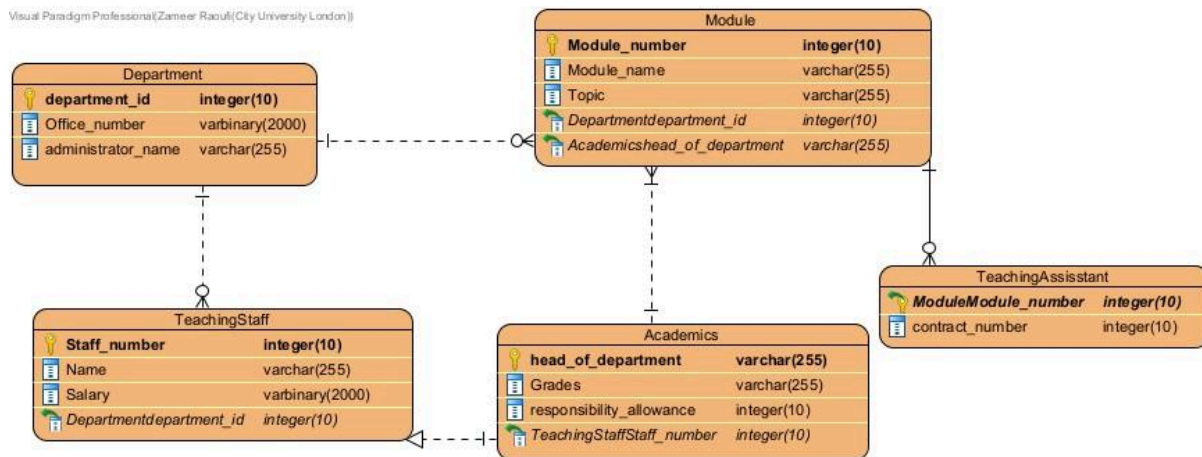 Visual Paradigm Professional(Zameer Raoufi(City University London))
Department
department_id integer(10)
Office_number varbinary(2000)
administrator_name varchar(255)
Module
Module_number integer(10)
Module_name varchar(255)
Topic varchar(255)
Departmentdepartment_id integer(10)
Academicshead_of_department varchar(255)
TeachingStaff
Staff_number integer(10)
Name varchar(255)
Salary varbinary(2000)
Departmentdepartment_id integer(10)
Academics
head_of_department varchar(255)
Grades varchar(255)
responsibility_allowance integer(10)
TeachingStaffStaff_number integer(10)
TeachingAssisstant
ModuleModule_number integer(10)
contract_number integer(10)